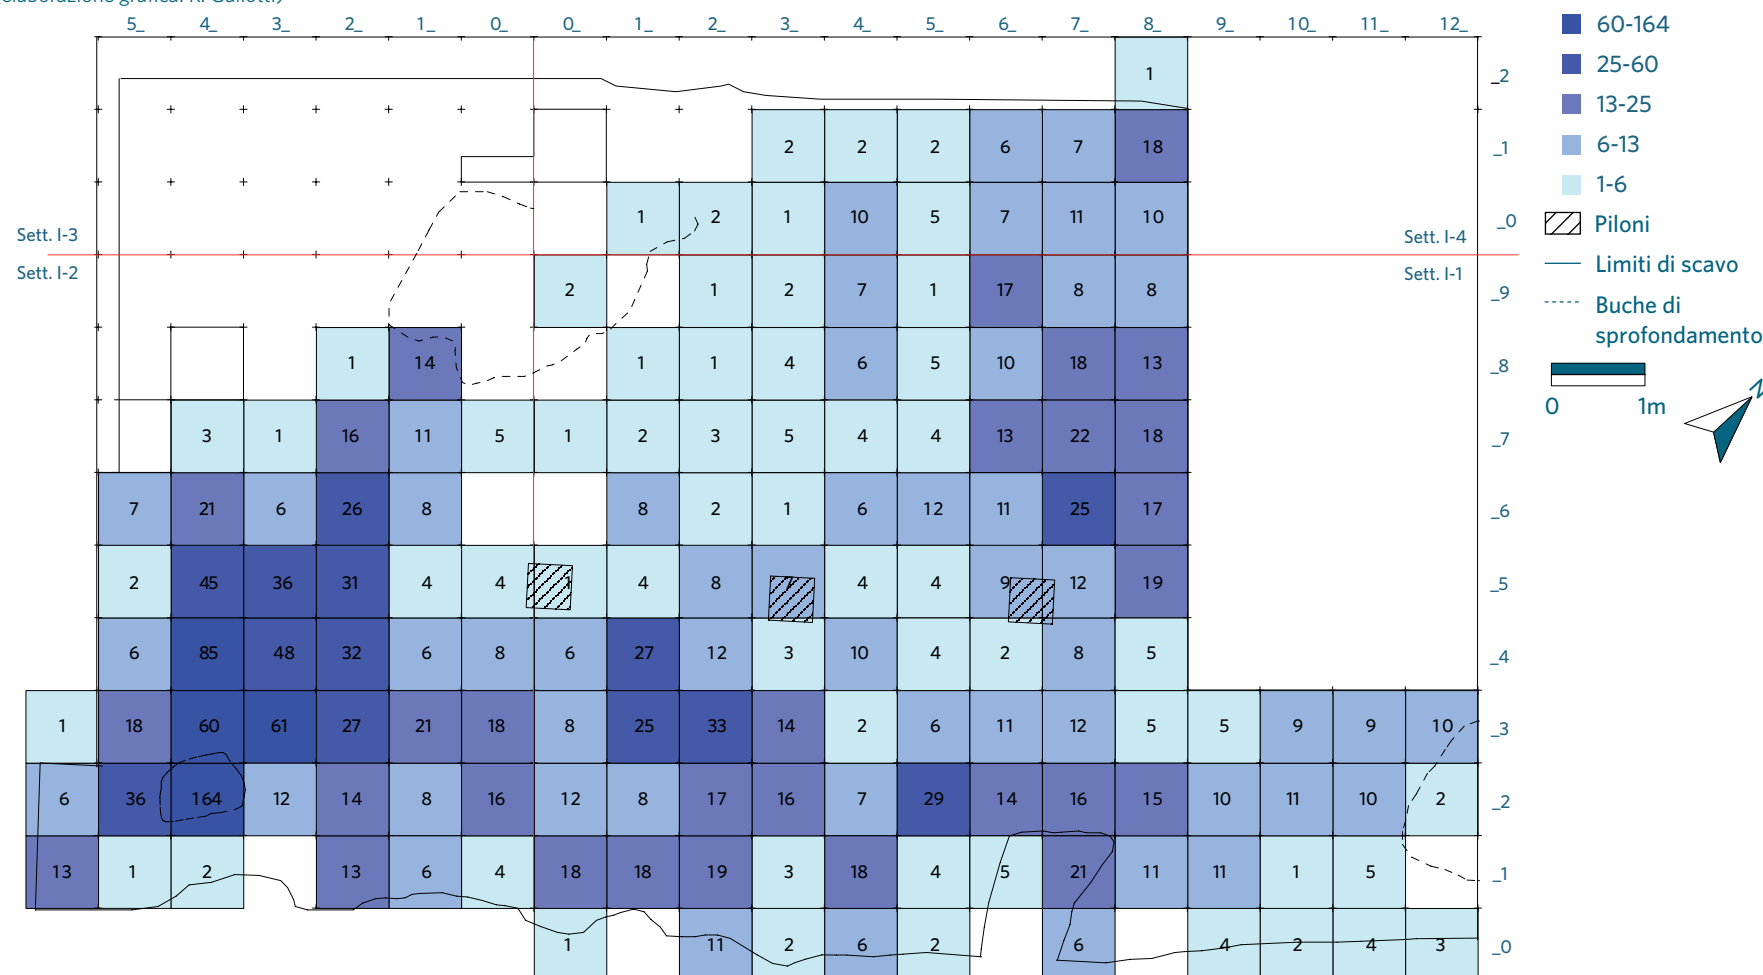 5_ 4_ 3_ 2_ 1_ 0_ 0_ 1_ 2_ 3_ 4_ 5_ 6_ 7_ 8_ 9_ 10_ 11_ 12_
1 _2
2 2 2 6 7 18 _1
1 2 1 10 5 7 11 10 _0
Sett. I-3 Sett. I-4
Sett. I-2 Sett. I-1
2 1 2 7 1 17 8 8 _9
1 14 1 1 4 6 5 10 18 13 _8
3 1 16 11 5 1 2 3 5 4 4 13 22 18 _7
7 21 6 26 8 8 2 1 6 12 11 25 17 _6
2 45 36 31 4 4 4 8 4 4 9 12 19 _5
6 85 48 32 6 8 6 27 12 3 10 4 2 8 5 _4
1 18 60 61 27 21 18 8 25 33 14 2 6 11 12 5 5 9 9 10 _3
6 36 164 12 14 8 16 12 8 17 16 7 29 14 16 15 10 11 10 2 _2
13 1 2 13 6 4 18 18 19 3 18 4 5 21 11 11 1 5 _1
1 11 2 6 2 6 4 2 4 3 _0
60-164
25-60
13-25
6-13
1-6
Piloni
Limiti di scavo
Buche di
sprofondamento
0 1m